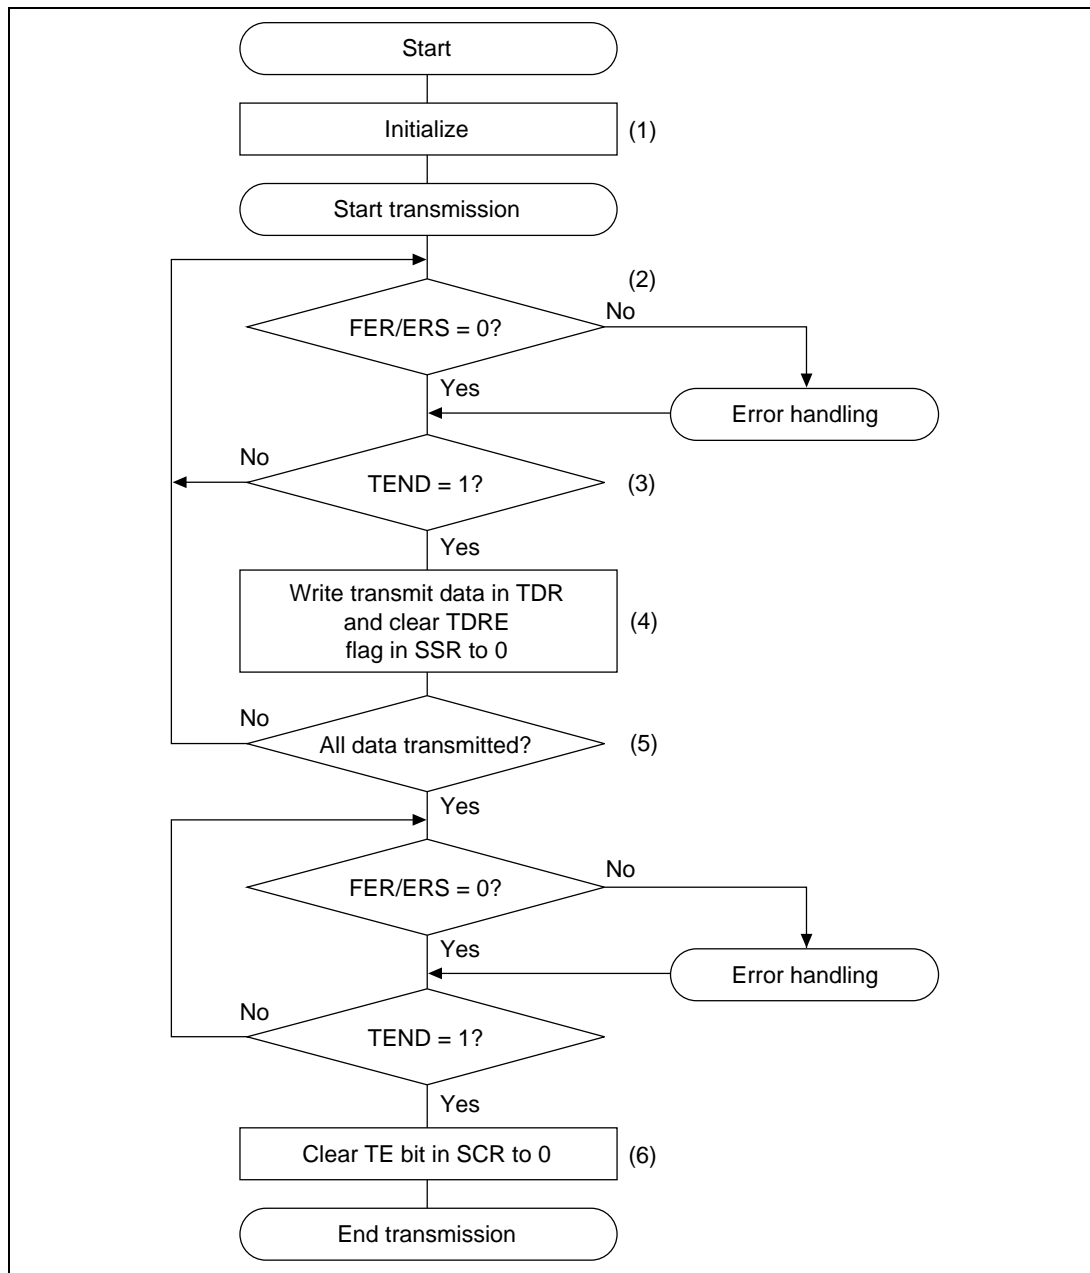 Start
Initialize
(1)
Start transmission
(2)
FER/ERS = 0?
No
Yes
Error handling
No
TEND = 1?
(3)
Yes
Write transmit data in TDR
and clear TDRE
flag in SSR to 0
(4)
No
All data transmitted?
(5)
Yes
FER/ERS = 0?
No
Yes
Error handling
No
TEND = 1?
Yes
Clear TE bit in SCR to 0
(6)
End transmission